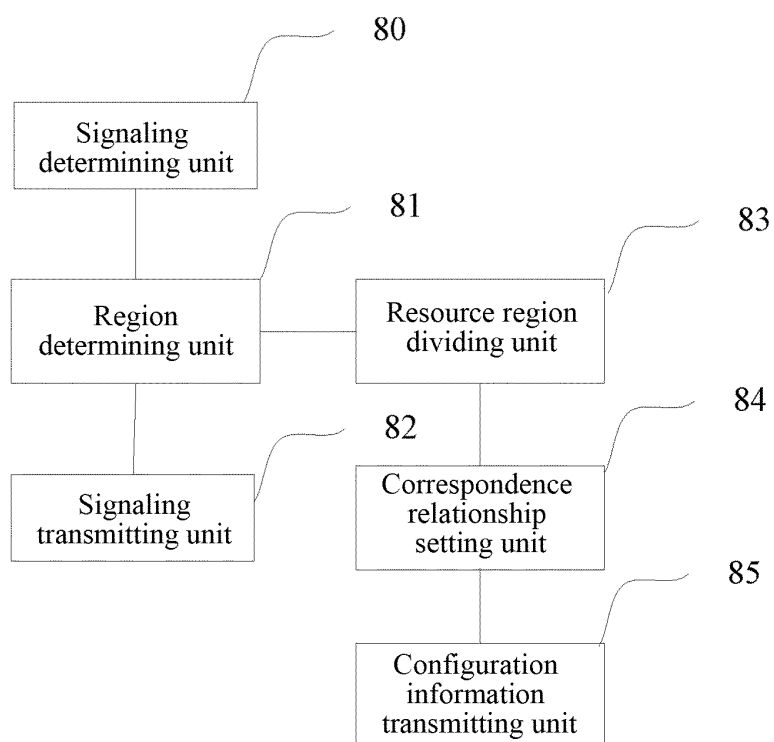 80
Signaling
determining unit
81
83
Region
determining unit
Resource region
dividing unit
82
84
Signaling
transmitting unit
Correspondence
relationship
setting unit
85
Configuration
information
transmitting unit